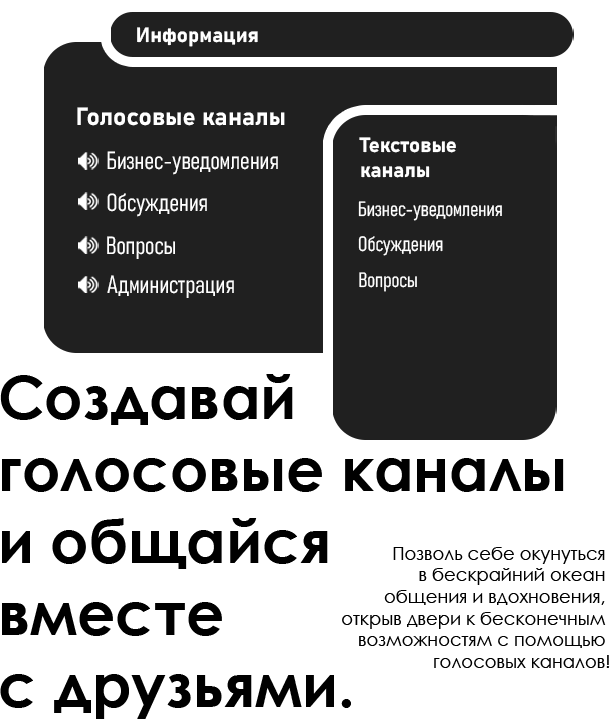 Информация
Голосовые каналы
Бизнес-уведомления
Обсуждения
Вопросы
Администрация
Текстовые
каналы
Бизнес-уведомления
Обсуждения
Вопросы
Создавай
голосовые каналы
и общайся
вместе
с друзьями.
Позволь себе окунуться
в бескрайний океан
общения и вдохновения,
открыв двери к бесконечным
возможностям с помощью
голосовых каналов!